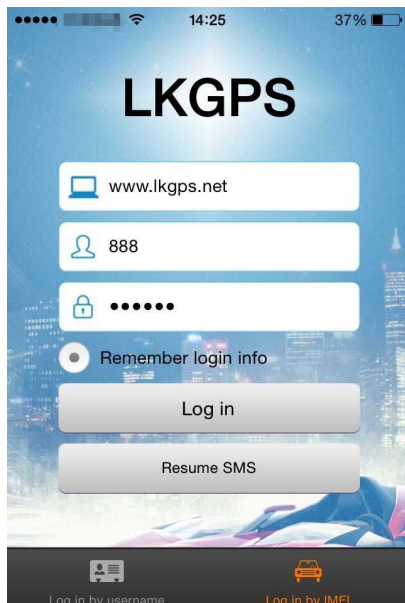 14:25
37%
LKGPS
www.lkgps.net
888
••••••
Remember login info
Log in
Resume SMS
Log in by username
Log in by IMEI